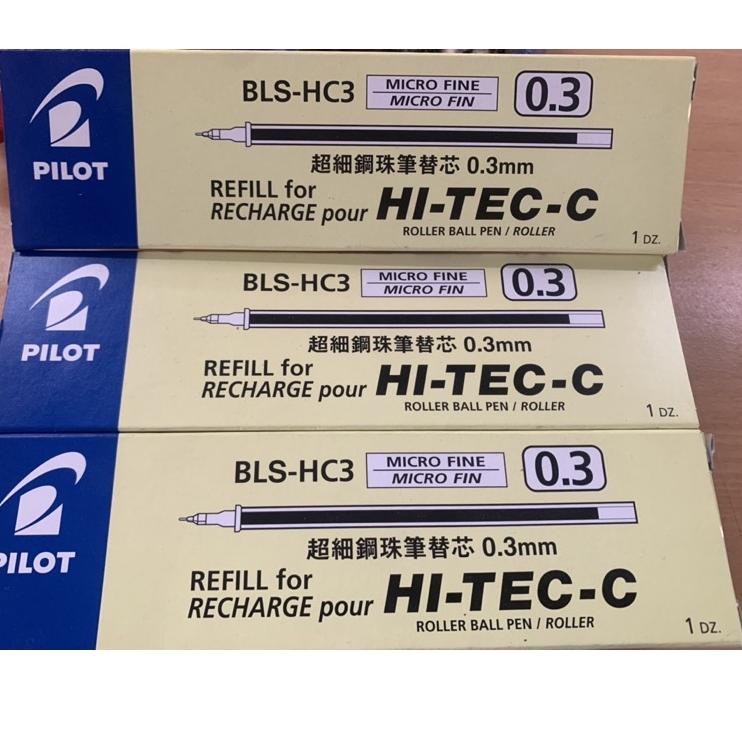 PILOT
BLS-HC3 MICRO FINE MICRO FIN 0.3
超細鋼珠筆替芯 0.3mm
REFILL for
RECHARGE pour HI-TEC-C
ROLLER BALL PEN / ROLLER
1 DZ.
PILOT
BLS-HC3 MICRO FINE MICRO FIN 0.3
超細鋼珠筆替芯 0.3mm
REFILL for
RECHARGE pour HI-TEC-C
ROLLER BALL PEN / ROLLER
1 DZ.
PILOT
BLS-HC3 MICRO FINE MICRO FIN 0.3
超細鋼珠筆替芯 0.3mm
REFILL for
RECHARGE pour HI-TEC-C
ROLLER BALL PEN / ROLLER
1 DZ.